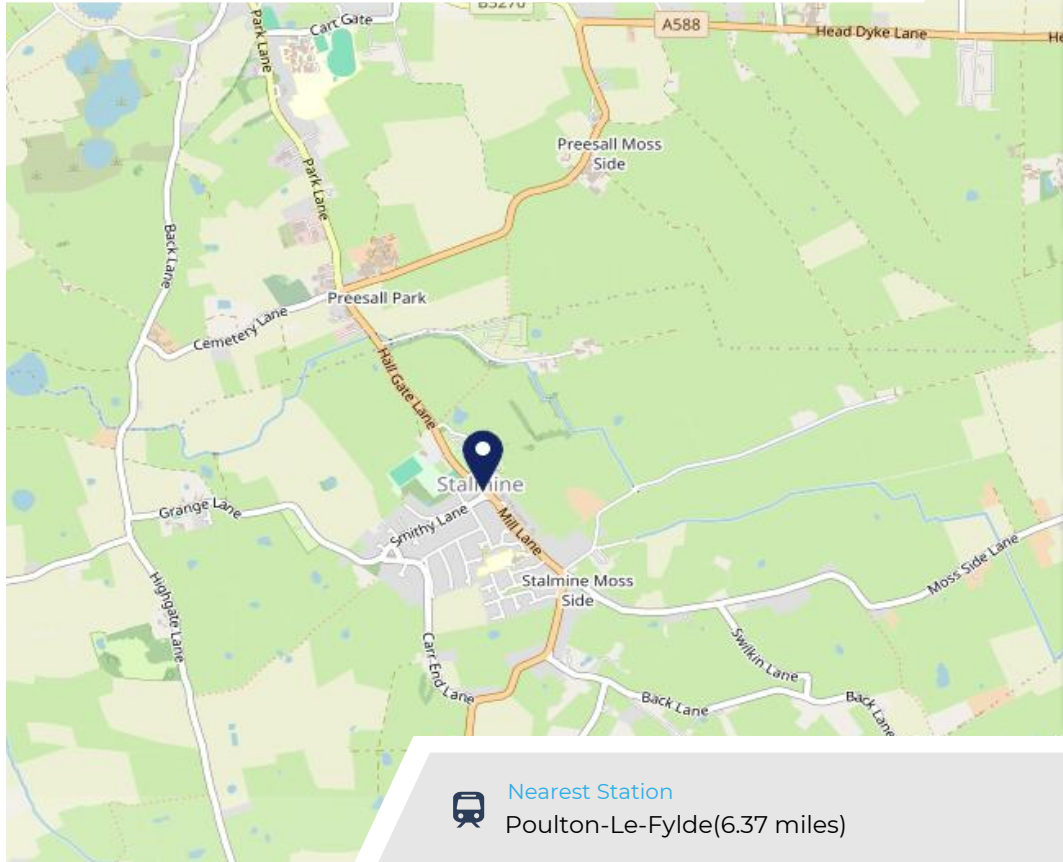 B5270
Park Lane
Cart Gate
A588
Head Dyke Lane
He
Preesall Moss
Side
Park Lane
Back Lane
Preesall Park
Cemetery Lane
Hall Gate Lane
Stalmine
Grange Lane
Smithy Lane
Mill Lane
Stalmine Moss
Side
Moss Side Lane
Highgate Lane
Carr End Lane
Swilkin Lane
Back Lane
Back Lane
Nearest Station
Poulton-Le-Fylde(6.37 miles)